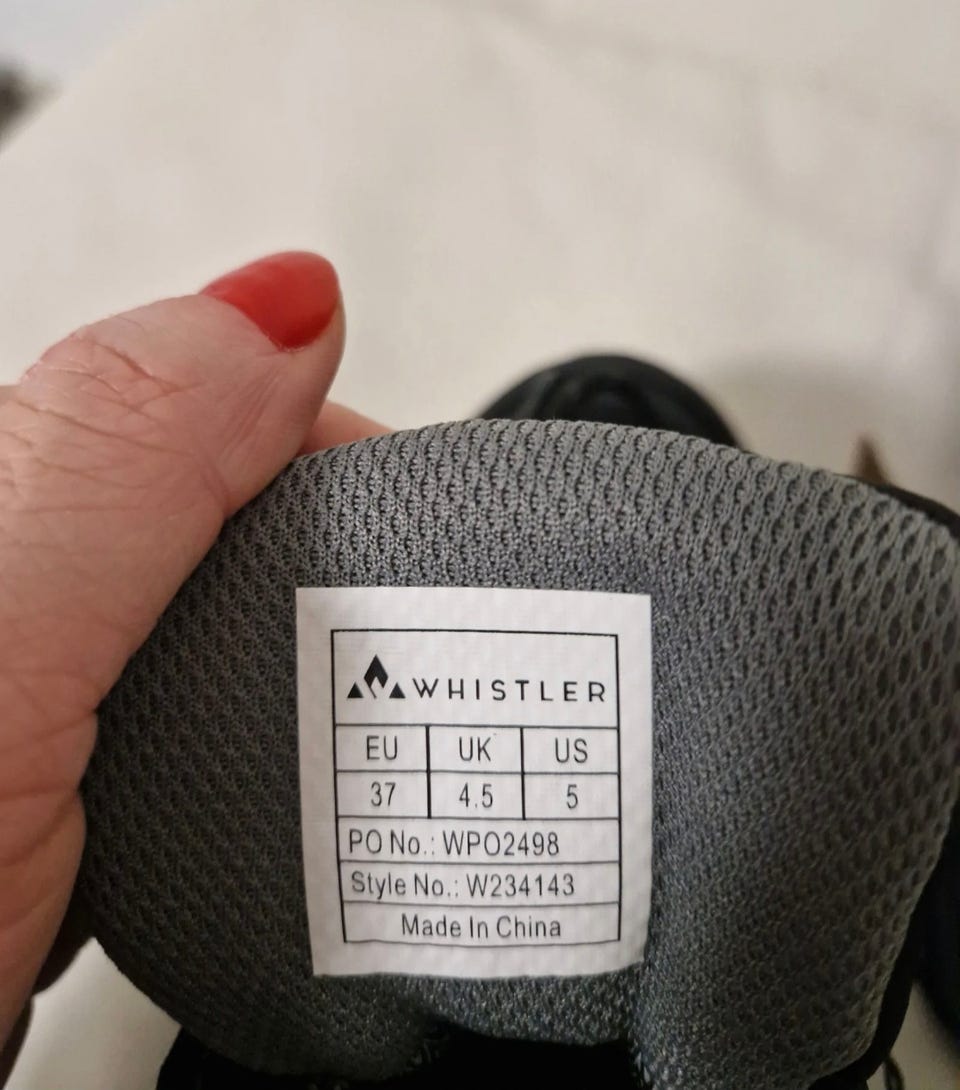 WHISTLER
EU UK US
37 4.5 5
PO No.: WPO2498
Style No.: W234143
Made In China